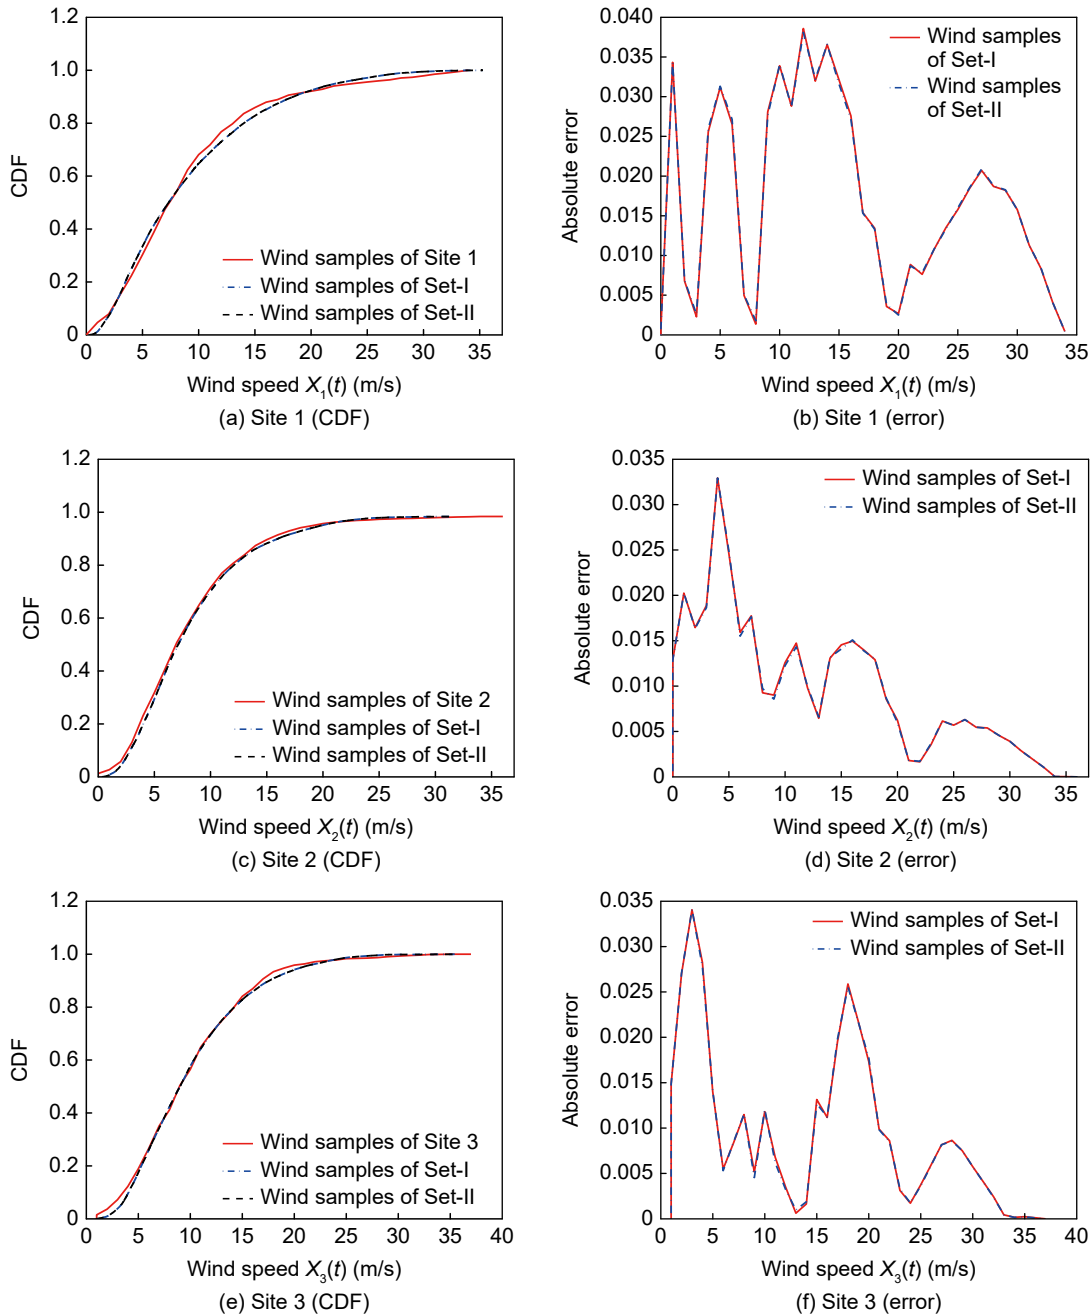 1.2
1.0
0.8
0.6
0.4
0.2
0
CDF
Wind samples of Site 1
Wind samples of Set-I
Wind samples of Set-II
0 5 10 15 20 25 30 35
Wind speed X1(t) (m/s)
(a) Site 1 (CDF)
0.040
0.035
0.030
0.025
0.020
0.015
0.010
0.005
0
Absolute error
Wind samples
of Set-I
Wind samples
of Set-II
0 5 10 15 20 25 30 35
Wind speed X1(t) (m/s)
(b) Site 1 (error)
1.2
1.0
0.8
0.6
0.4
0.2
0
CDF
Wind samples of Site 2
Wind samples of Set-I
Wind samples of Set-II
0 5 10 15 20 25 30 35
Wind speed X2(t) (m/s)
(c) Site 2 (CDF)
0.035
0.030
0.025
0.020
0.015
0.010
0.005
0
Absolute error
Wind samples of Set-I
Wind samples of Set-II
0 5 10 15 20 25 30 35
Wind speed X2(t) (m/s)
(d) Site 2 (error)
1.2
1.0
0.8
0.6
0.4
0.2
0
CDF
Wind samples of Site 3
Wind samples of Set-I
Wind samples of Set-II
0 5 10 15 20 25 30 35 40
Wind speed X3(t) (m/s)
(e) Site 3 (CDF)
0.035
0.030
0.025
0.020
0.015
0.010
0.005
0
Absolute error
Wind samples of Set-I
Wind samples of Set-II
0 5 10 15 20 25 30 35 40
Wind speed X3(t) (m/s)
(f) Site 3 (error)